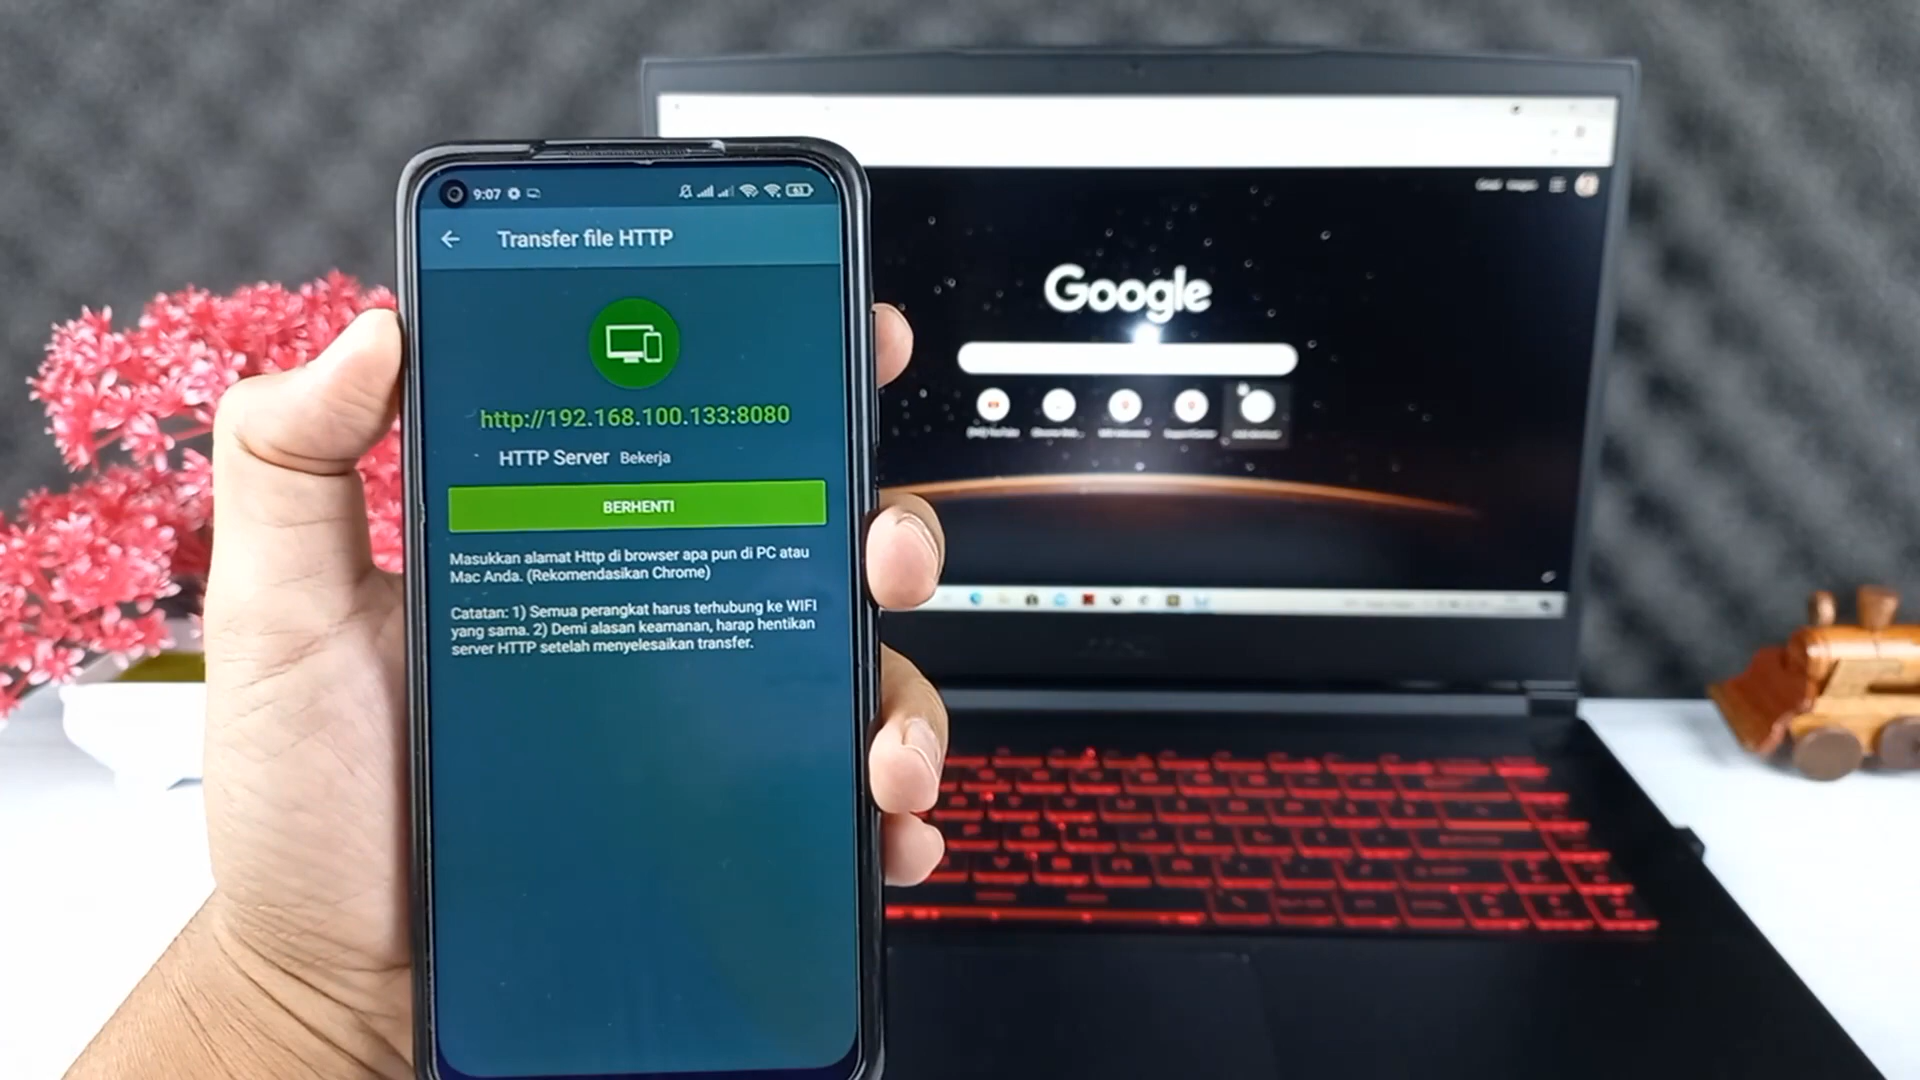 9:07
63
Transfer file HTTP
http://192.168.100.133:8080
HTTP Server Bekerja
BERHENTI
Masukkan alamat Http di browser apa pun di PC atau
Mac Anda. (Rekomendasikan Chrome)
Catatan: 1) Semua perangkat harus terhubung ke WIFI
yang sama. 2) Demi alasan keamanan, harap hentikan
server HTTP setelah menyelesaikan transfer.
Google